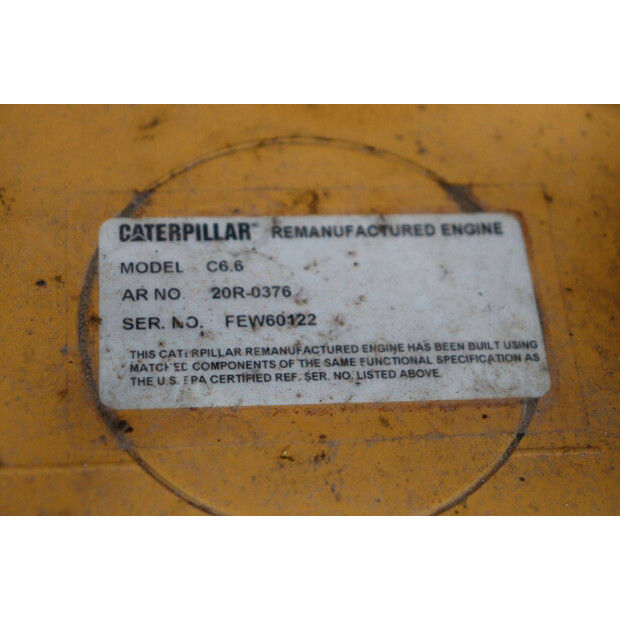 CATERPILLAR REMANUFACTURED ENGINE
MODEL C6.6
AR NO. 20R-0376
SER. NO. FEW60122
THIS CATERPILLAR REMANUFACTURED ENGINE HAS BEEN BUILT USING
MATCHED COMPONENTS OF THE SAME FUNCTIONAL SPECIFICATION AS
THE U.S. EPA CERTIFIED REF. SER. NO. LISTED ABOVE.